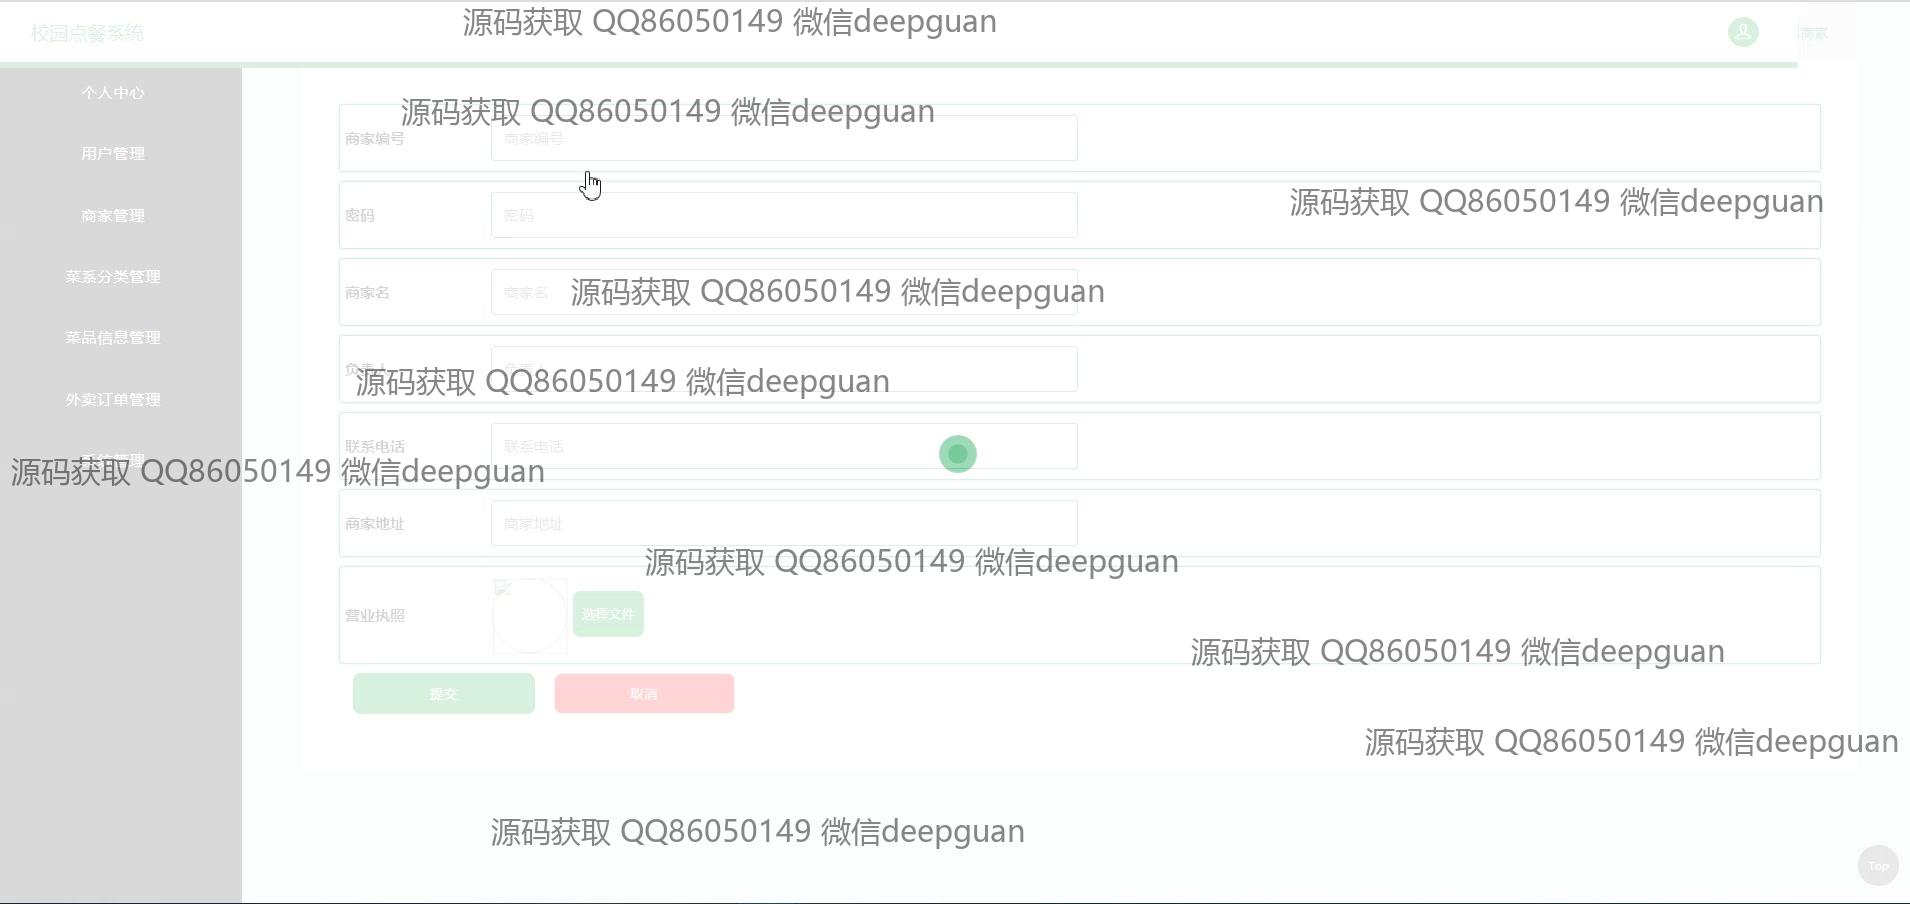 源码获取 QQ86050149 微信deepguan
校园点餐系统
商家
个人中心
源码获取 QQ86050149 微信deepguan
商家编号
商家编号
用户管理
源码获取 QQ86050149 微信deepguan
商家管理
密码
密码
菜系分类管理
商家名
商家名
源码获取 QQ86050149 微信deepguan
菜品信息管理
负责人
源码获取 QQ86050149 微信deepguan
外卖订单管理
联系电话
联系电话
系统管理
源码获取 QQ86050149 微信deepguan
商家地址
商家地址
源码获取 QQ86050149 微信deepguan
营业执照
选择文件
源码获取 QQ86050149 微信deepguan
提交
取消
源码获取 QQ86050149 微信deepguan
源码获取 QQ86050149 微信deepguan
Top